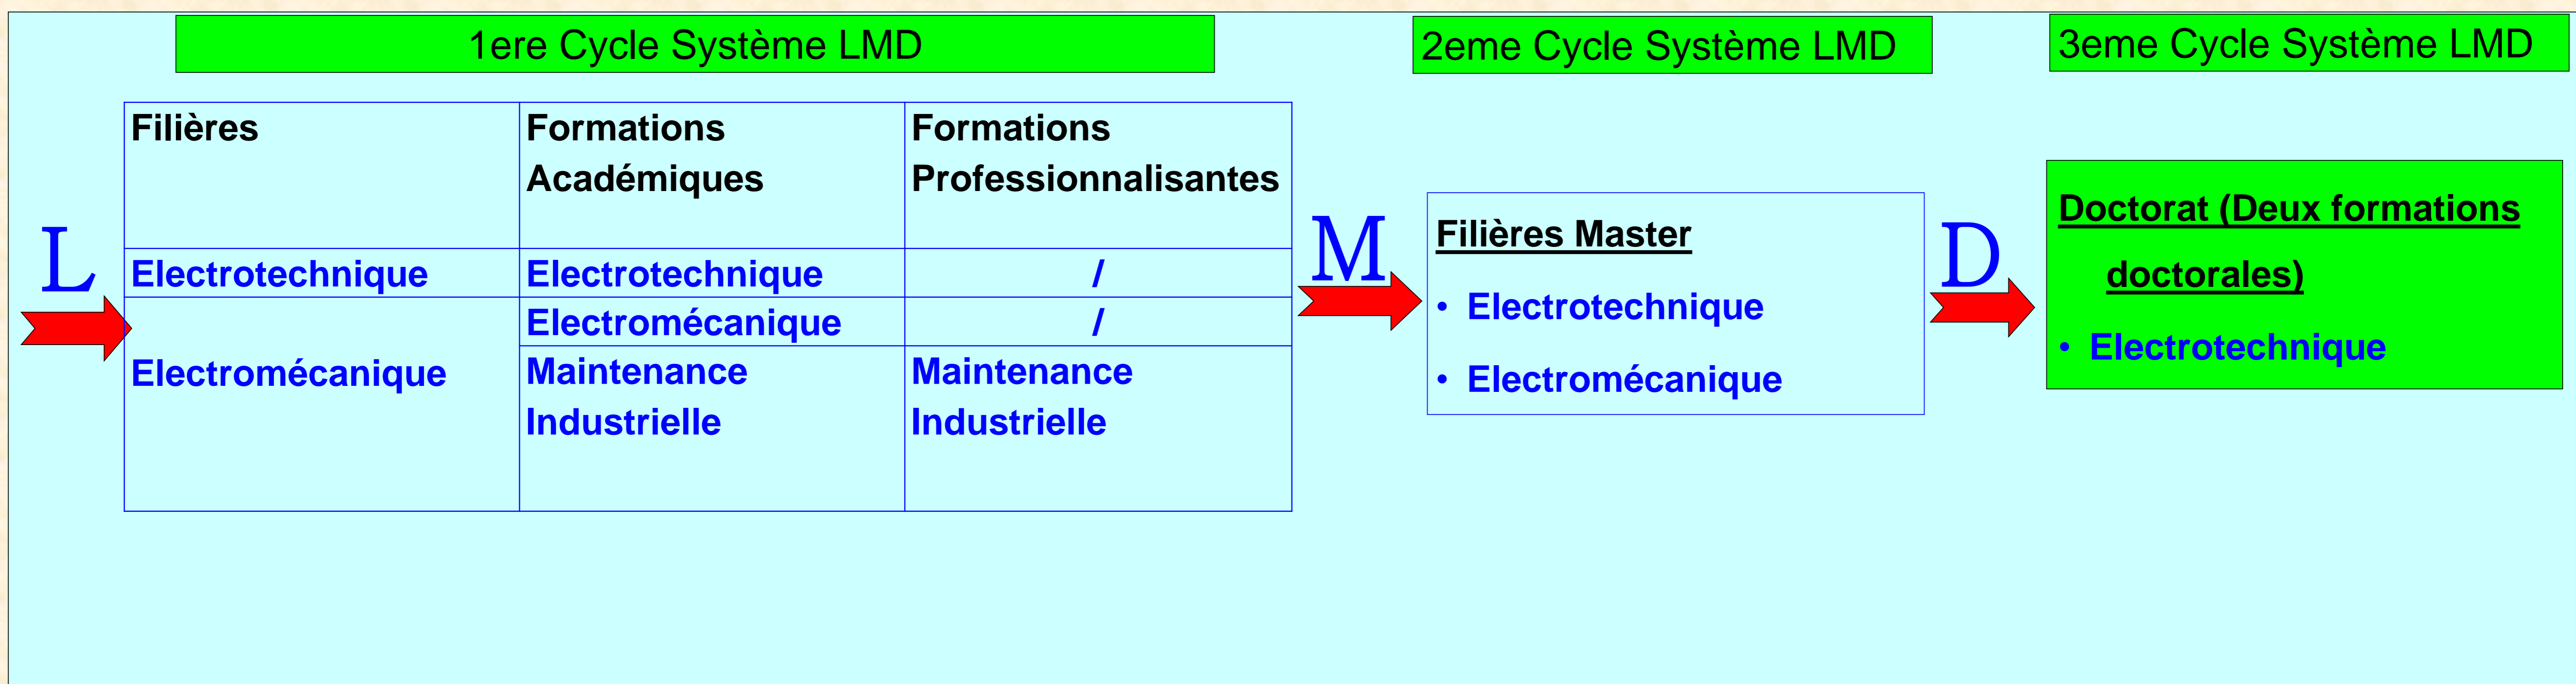 1ere Cycle Système LMD
2eme Cycle Système LMD
3eme Cycle Système LMD
L
Filières
Formations
Académiques
Formations
Professionnalisantes
Electrotechnique
Electrotechnique
/
Electromécanique
Electromécanique
/
Maintenance
Industrielle
Maintenance
Industrielle
M
Filières Master
• Electrotechnique
• Electromécanique
D
Doctorat (Deux formations
doctorales)
• Electrotechnique